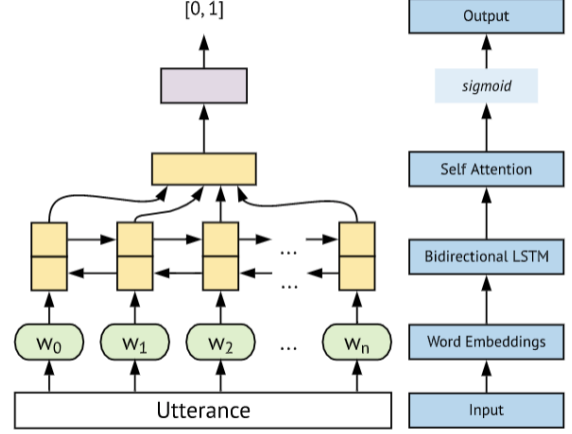 [0, 1]
...
...
w0
w1
w2
...
wn
Utterance
Output
sigmoid
Self Attention
Bidirectional LSTM
Word Embeddings
Input